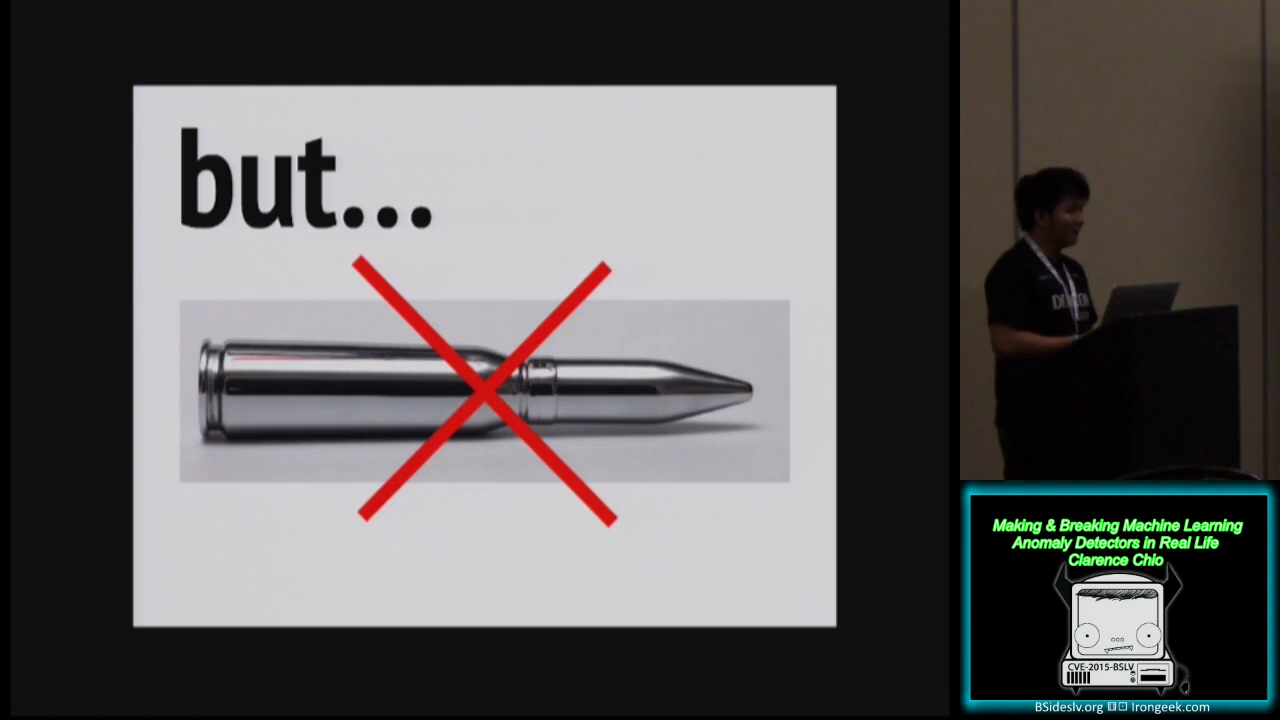 but...
Making & Breaking Machine Learning
Anomaly Detectors in Real Life
Clarence Chio
CVE-2015-BSLV
BSideslv.org Irongeek.com